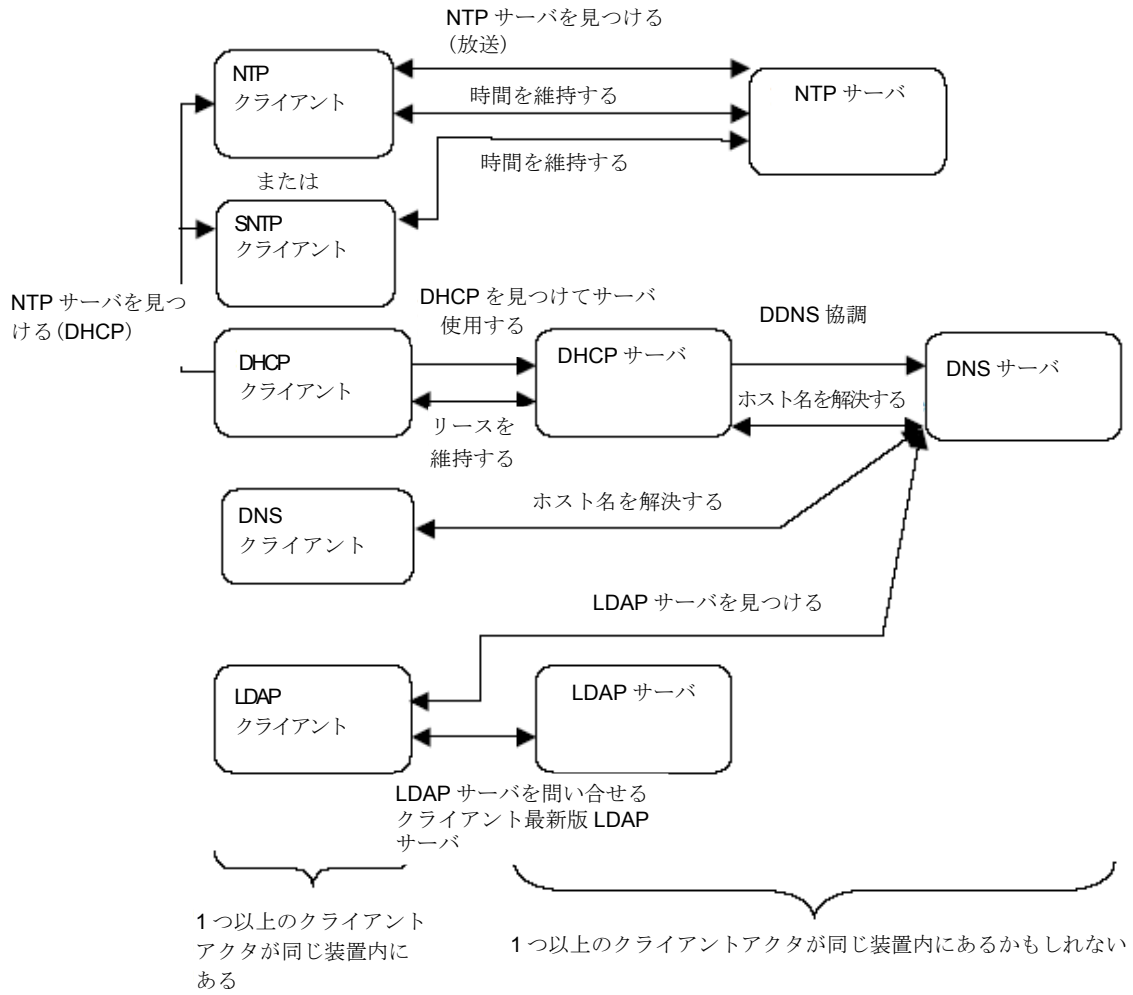 NTP サーバを見つける
(放送)
NTP
クライアント
時間を維持する
NTP サーバ
時間を維持する
または
SNTP
クライアント
NTP サーバを見つ
ける(DHCP)
DHCP を見つけてサーバ
使用する
DDNS 協調
DHCP
クライアント
DHCP サーバ
DNS サーバ
ホスト名を解決する
リースを
維持する
DNS
クライアント
ホスト名を解決する
LDAP サーバを見つける
LDAP
クライアント
LDAP サーバ
LDAP サーバを問い合せる
クライアント最新版 LDAP
サーバ
1 つ以上のクライアント
アクタが同じ装置内に
ある
1 つ以上のクライアントアクタが同じ装置内にあるかもしれない